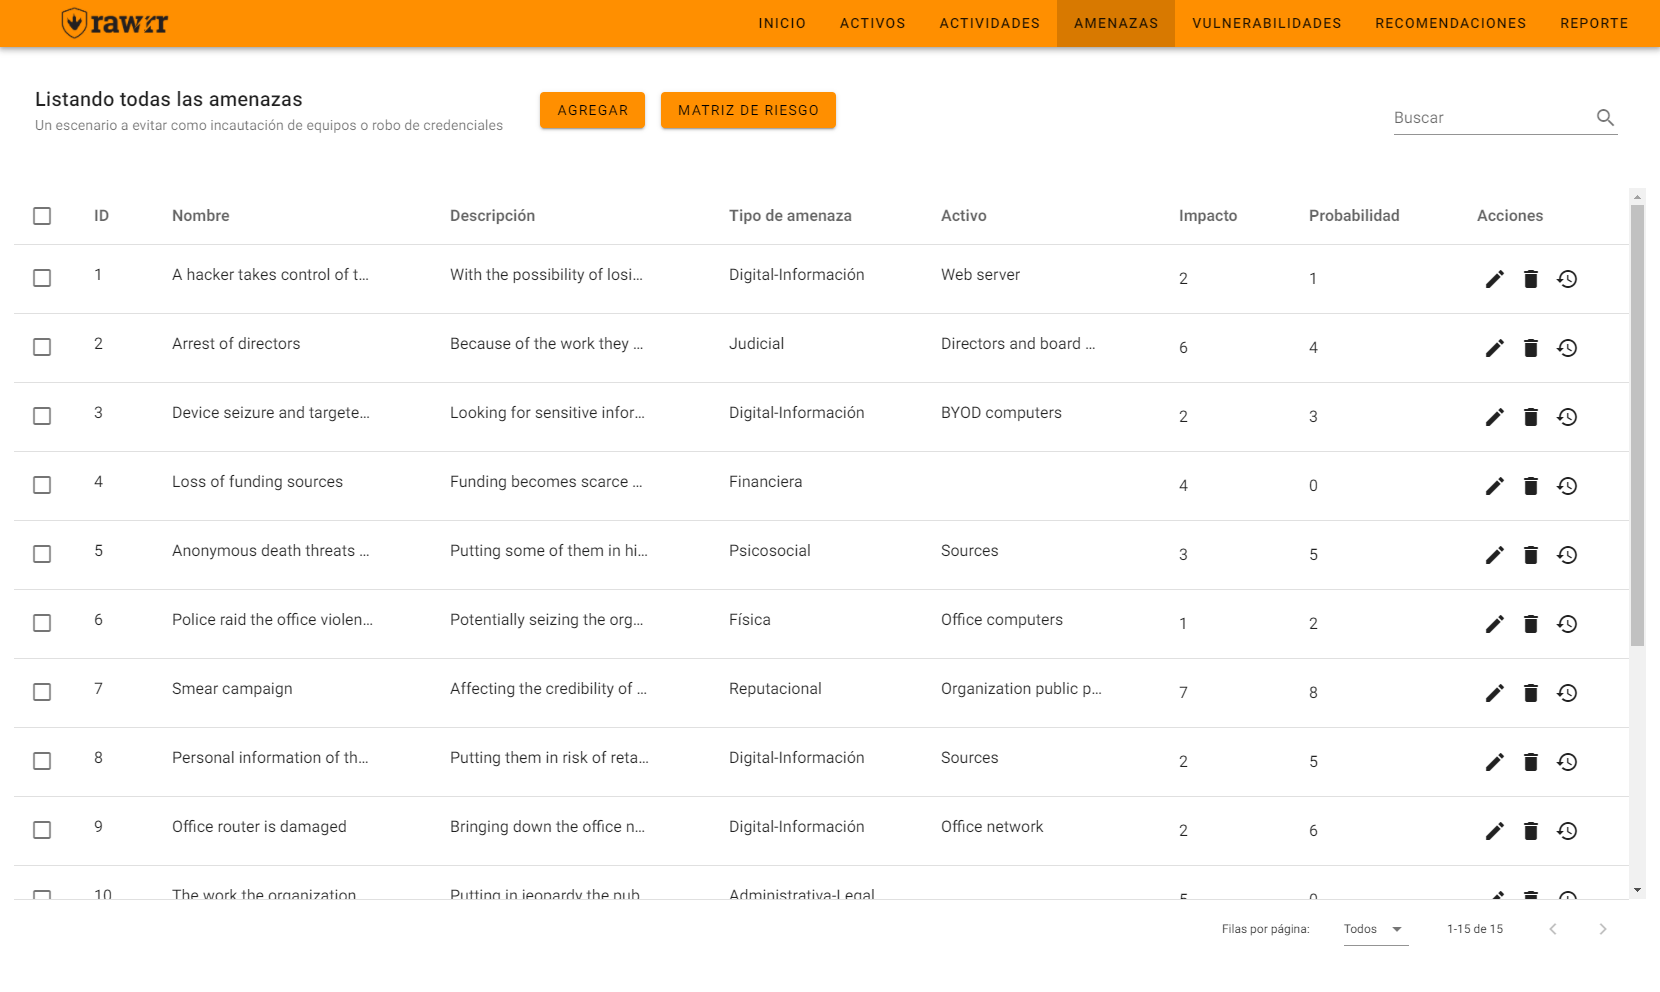 rawrr
INICIO ACTIVOS ACTIVIDADES AMENAZAS VULNERABILIDADES RECOMENDACIONES REPORTE
Listando todas las amenazas
Un escenario a evitar como incautación de equipos o robo de credenciales
AGREGAR MATRIZ DE RIESGO
Buscar
ID Nombre Descripción Tipo de amenaza Activo Impacto Probabilidad Acciones
1 A hacker takes control of t... With the possibility of losi... Digital-Información Web server 2 1
2 Arrest of directors Because of the work they ... Judicial Directors and board ... 6 4
3 Device seizure and targete... Looking for sensitive infor... Digital-Información BYOD computers 2 3
4 Loss of funding sources Funding becomes scarce ... Financiera 4 0
5 Anonymous death threats ... Putting some of them in hi... Psicosocial Sources 3 5
6 Police raid the office violen... Potentially seizing the org... Física Office computers 1 2
7 Smear campaign Affecting the credibility of ... Reputacional Organization public p... 7 8
8 Personal information of th... Putting them in risk of reta... Digital-Información Sources 2 5
9 Office router is damaged Bringing down the office n... Digital-Información Office network 2 6
10 The work the organization Putting in jeopardy the pub Administrativa-Legal
Filas por página: Todos 1-15 de 15